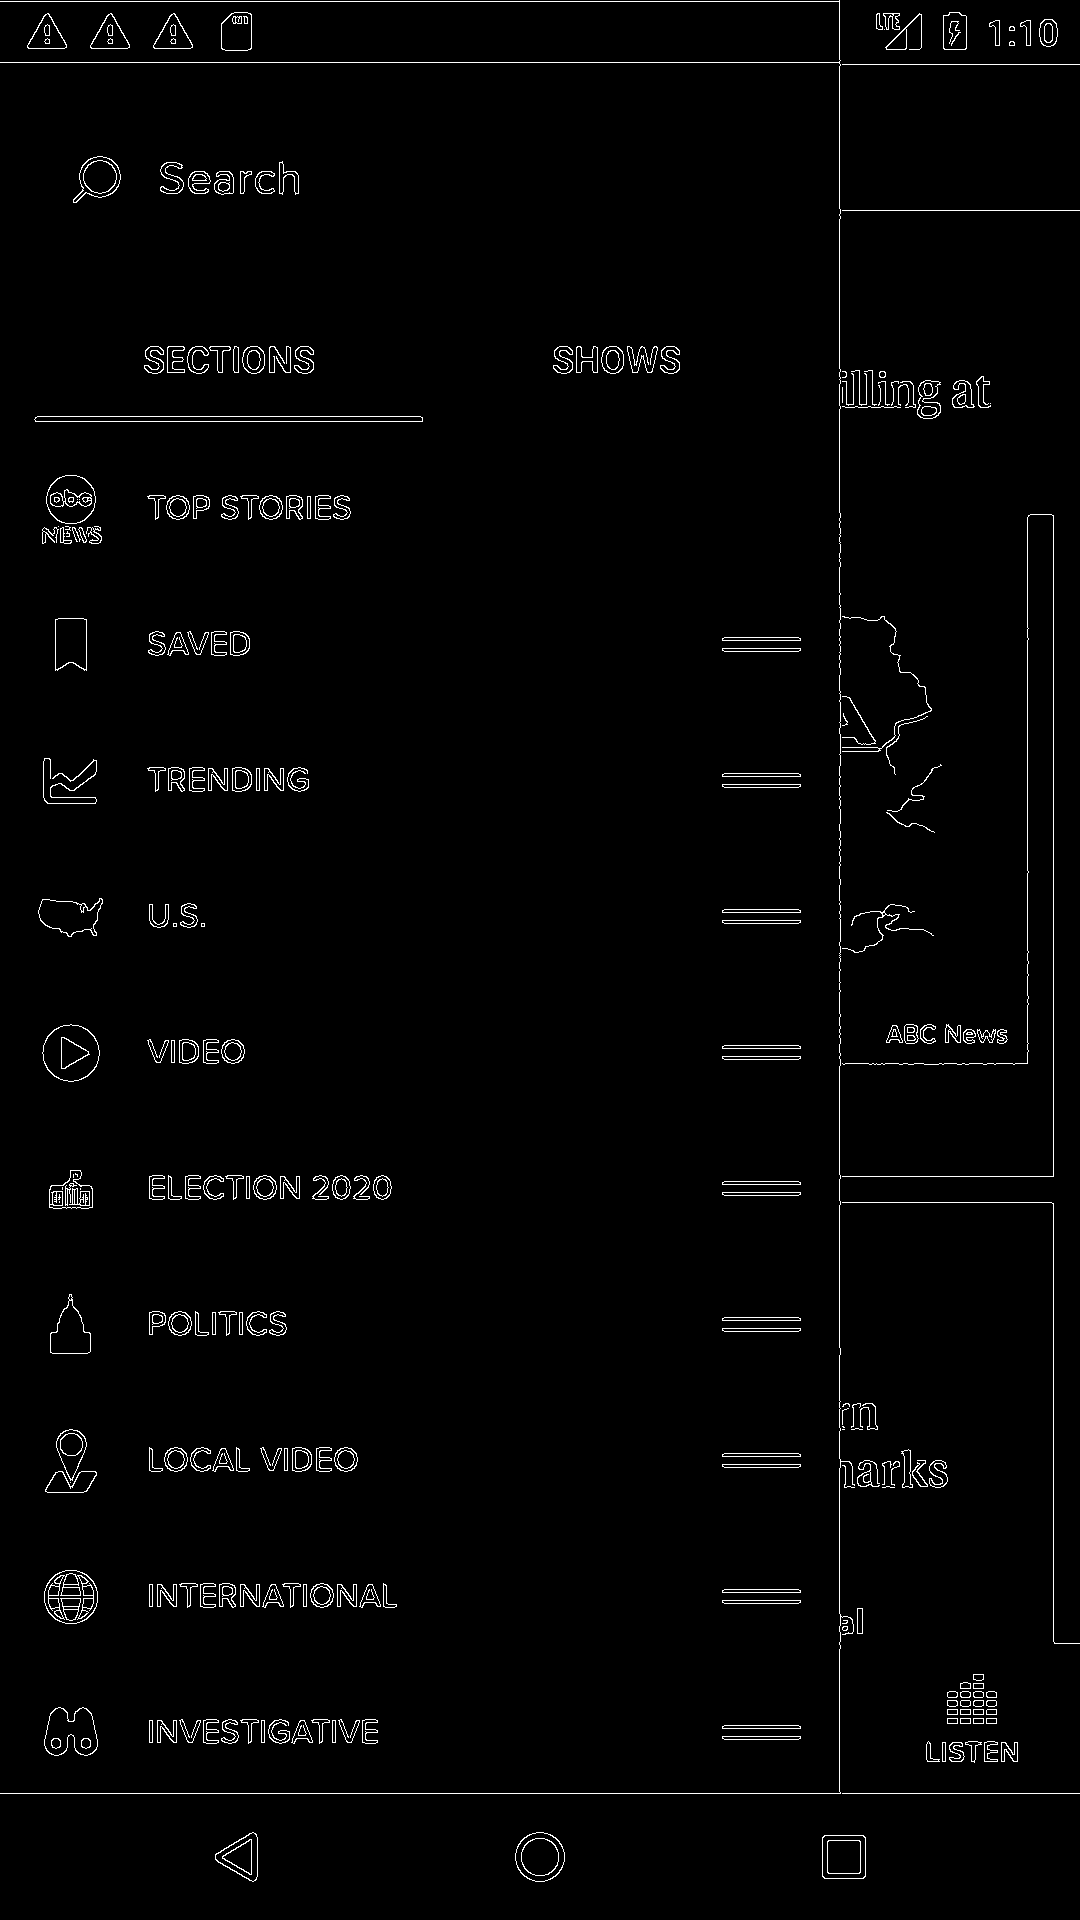 LTE 1:10
Search
SECTIONS SHOWS
illing at
abc
NEWS
TOP STORIES
SAVED
TRENDING
U.S.
VIDEO
ABC News
ELECTION 2020
POLITICS
rn
LOCAL VIDEO
narks
INTERNATIONAL
al
INVESTIGATIVE
LISTEN